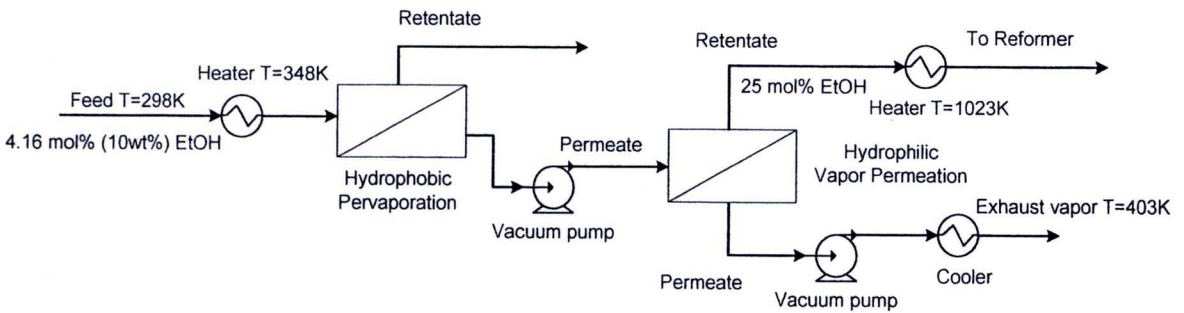 Retentate
Heater T=348K
Feed T=298K
4.16 mol% (10wt%) EtOH
Hydrophobic
Pervaporation
Permeate
Vacuum pump
Retentate
25 mol% EtOH
To Reformer
Heater T=1023K
Hydrophilic
Vapor Permeation
Exhaust vapor T=403K
Permeate
Vacuum pump
Cooler